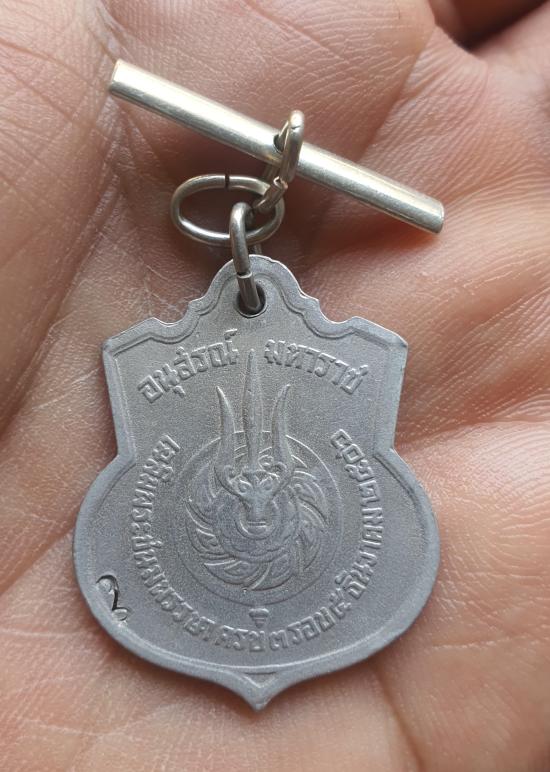 อนุสรณ์ มหาราช
เฉลิมพระชนมพรรษา ครบ ๓ รอบ ๕ ธันวาคม ๒๕๐๖